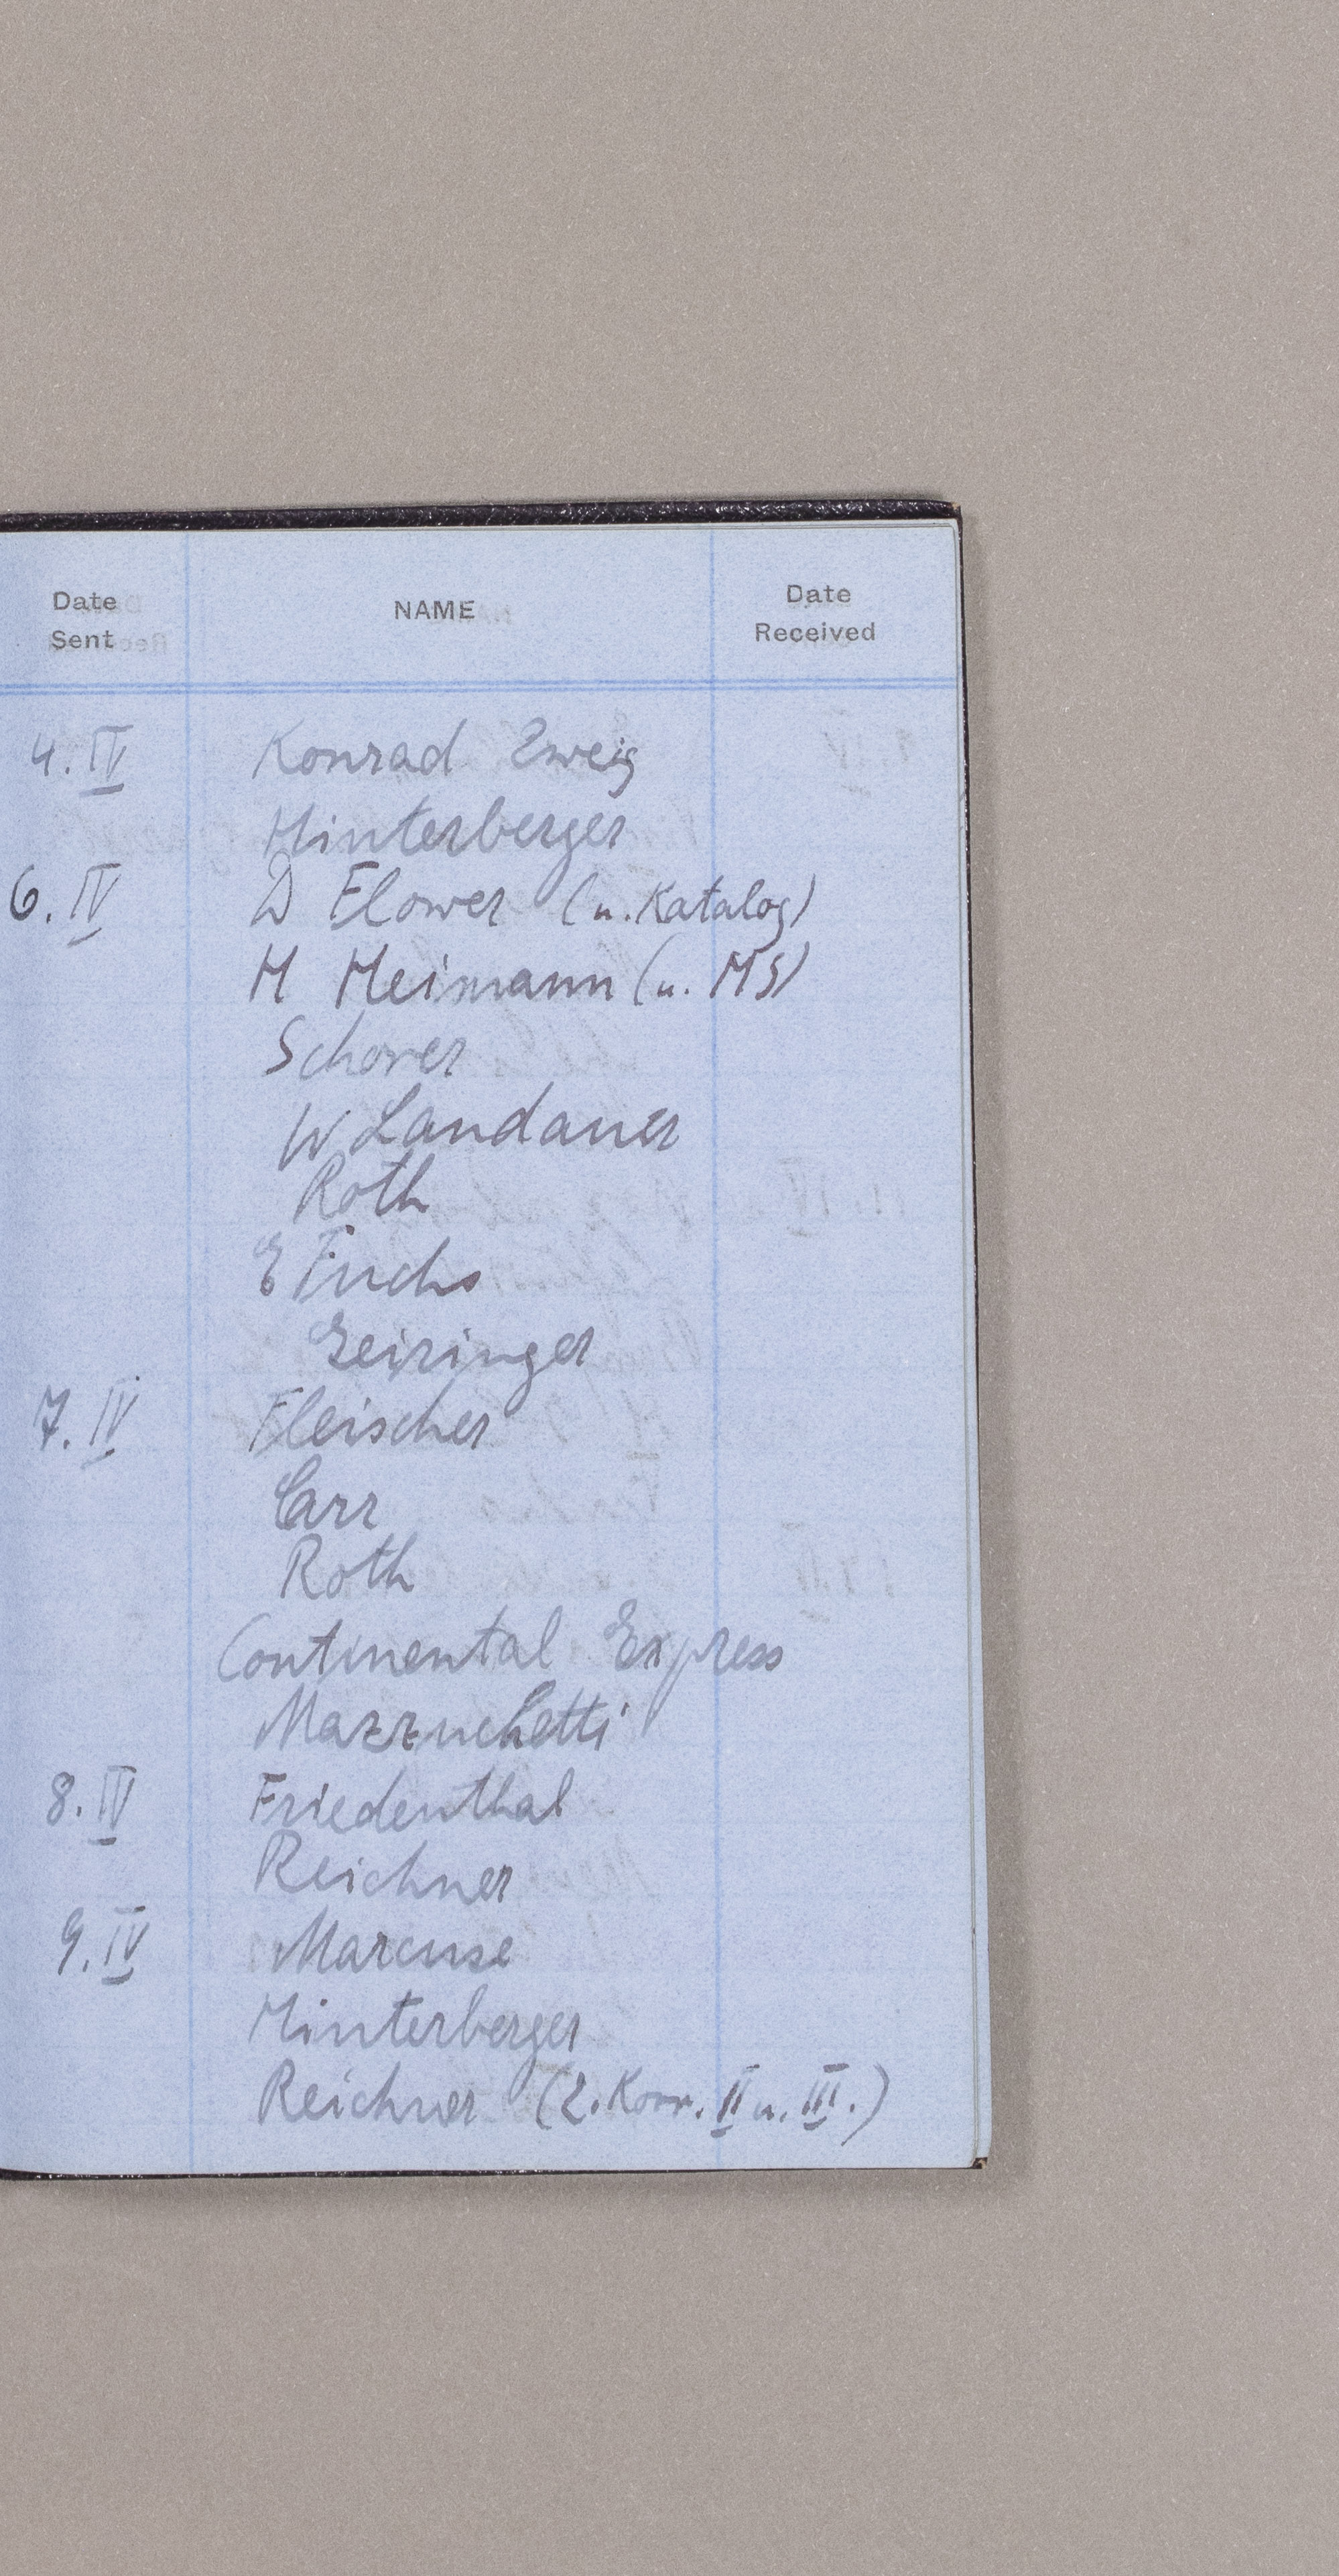 Date Sent NAME Date Received
4. IV Konrad Zweig
Hinterberger
6. IV D Flower (u. Katalog)
H Heimann (u. MS)
Schorer
W Landauer
Roth
E Fuchs
Geiringer
7. IV Fleischer
Carr
Roth
Continental Express
Mazzuchetti
8. IV Friedenthal
Reichner
9. IV Marcuse
Hinterberger
Reichner (2. Korr. II u. III.)